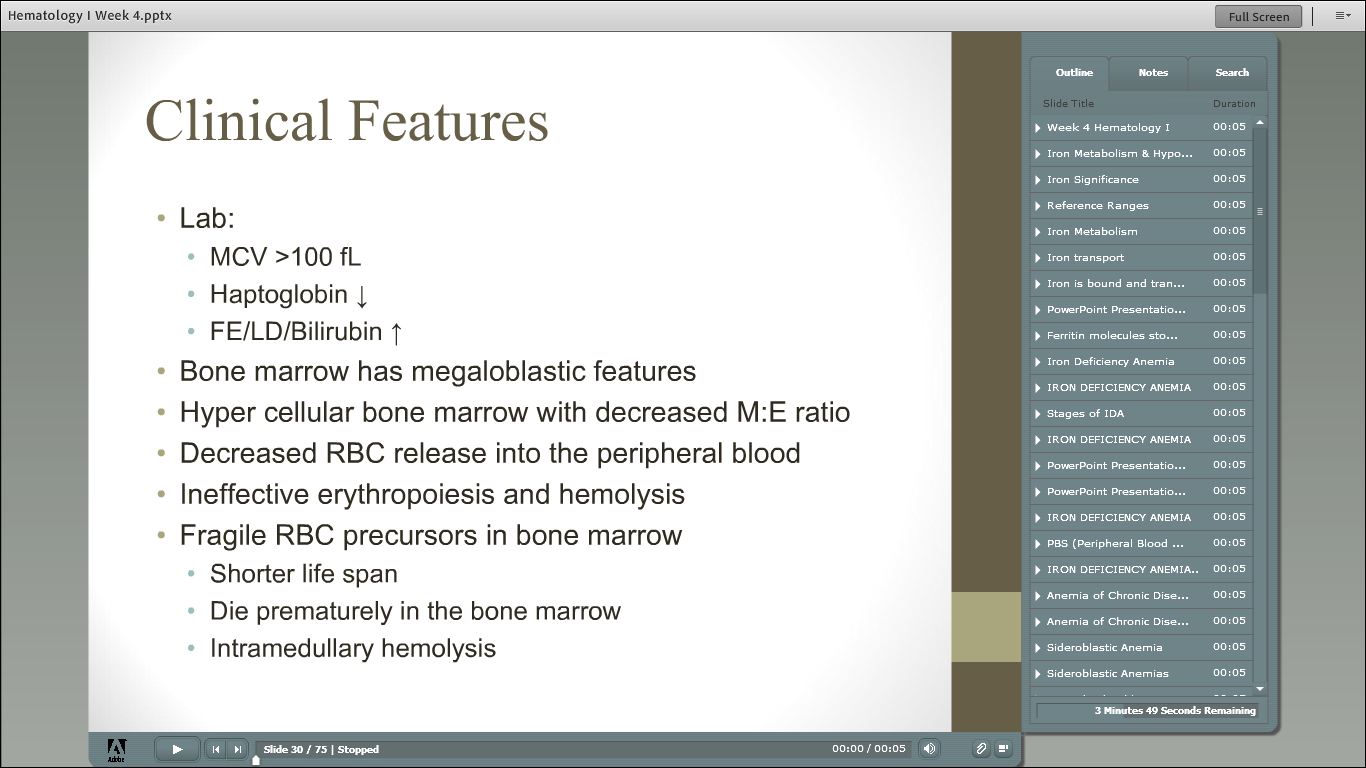 Hematology I Week 4.pptx
Full Screen
Clinical Features
• Lab:
• MCV >100 fL
• Haptoglobin ↓
• FE/LD/Bilirubin ↑
• Bone marrow has megaloblastic features
• Hyper cellular bone marrow with decreased M:E ratio
• Decreased RBC release into the peripheral blood
• Ineffective erythropoiesis and hemolysis
• Fragile RBC precursors in bone marrow
• Shorter life span
• Die prematurely in the bone marrow
• Intramedullary hemolysis
Outline Notes Search
Slide Title Duration
Week 4 Hematology I 00:05
Iron Metabolism & Hypo... 00:05
Iron Significance 00:05
Reference Ranges 00:05
Iron Metabolism 00:05
Iron transport 00:05
Iron is bound and tran... 00:05
PowerPoint Presentatio... 00:05
Ferritin molecules sto... 00:05
Iron Deficiency Anemia 00:05
IRON DEFICIENCY ANEMIA 00:05
Stages of IDA 00:05
IRON DEFICIENCY ANEMIA 00:05
PowerPoint Presentatio... 00:05
PowerPoint Presentatio... 00:05
IRON DEFICIENCY ANEMIA 00:05
PBS (Peripheral Blood ... 00:05
IRON DEFICIENCY ANEMIA.. 00:05
Anemia of Chronic Dise... 00:05
Anemia of Chronic Dise... 00:05
Sideroblastic Anemia 00:05
Sideroblastic Anemias 00:05
3 Minutes 49 Seconds Remaining
Adobe
Slide 30 / 75 | Stopped
00:00 / 00:05